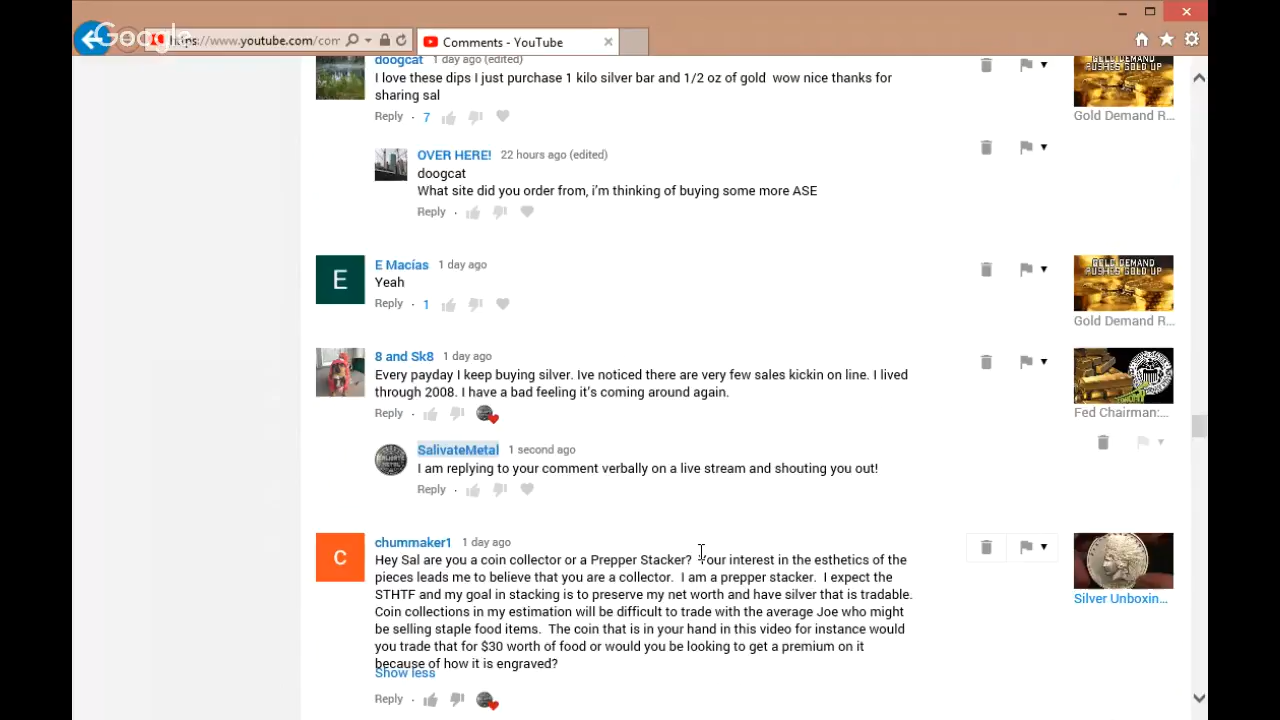 Google
https://www.youtube.com/com
Comments - YouTube
doogcat 1 day ago (edited)
I love these dips I just purchase 1 kilo silver bar and 1/2 oz of gold wow nice thanks for
sharing sal
Reply · 7
GOLD DEMAND
PUSHES GOLD UP
Gold Demand R...
OVER HERE! 22 hours ago (edited)
doogcat
What site did you order from, i'm thinking of buying some more ASE
Reply ·
E
E Macías 1 day ago
Yeah
Reply · 1
GOLD DEMAND
PUSHES GOLD UP
Gold Demand R...
8 and Sk8 1 day ago
Every payday I keep buying silver. Ive noticed there are very few sales kickin on line. I lived
through 2008. I have a bad feeling it's coming around again.
Reply ·
Fed Chairman:...
SalivateMetal 1 second ago
I am replying to your comment verbally on a live stream and shouting you out!
Reply ·
C
chummaker1 1 day ago
Hey Sal are you a coin collector or a Prepper Stacker? Your interest in the esthetics of the
pieces leads me to believe that you are a collector. I am a prepper stacker. I expect the
STHTF and my goal in stacking is to preserve my net worth and have silver that is tradable.
Coin collections in my estimation will be difficult to trade with the average Joe who might
be selling staple food items. The coin that is in your hand in this video for instance would
you trade that for $30 worth of food or would you be looking to get a premium on it
because of how it is engraved?
Show less
Reply ·
Silver Unboxin...